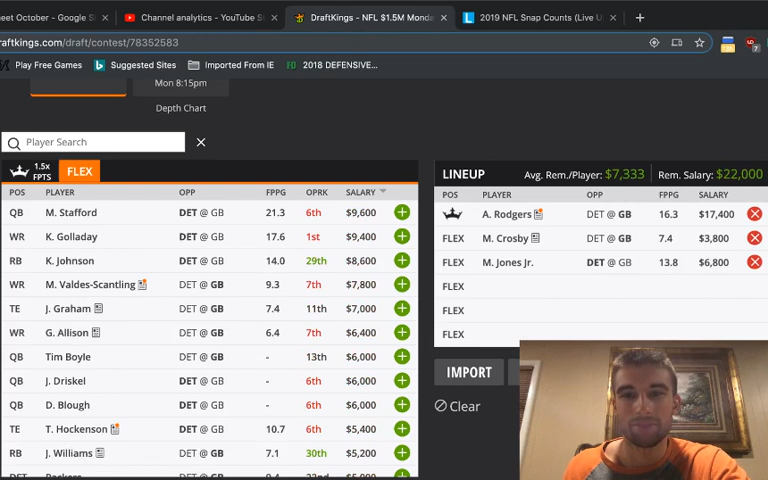 eet October - Google S
Channel analytics - YouTube S
DraftKings - NFL $1.5M Monda
2019 NFL Snap Counts (Live U
aftkings.com/draft/contest/78352583
Play Free Games
Suggested Sites
Imported From IE
2018 DEFENSIVE...
Mon 8:15pm
Depth Chart
Player Search
1.5x FPTS FLEX
POS PLAYER OPP FPPG OPRK SALARY
QB M. Stafford DET @ GB 21.3 6th $9,600
WR K. Golladay DET @ GB 17.6 1st $9,400
RB K. Johnson DET @ GB 14.0 29th $8,600
WR M. Valdes-Scantling DET @ GB 9.3 7th $7,800
TE J. Graham DET @ GB 7.4 11th $7,000
WR G. Allison DET @ GB 6.4 7th $6,400
QB Tim Boyle DET @ GB - 13th $6,000
QB J. Driskel DET @ GB - 6th $6,000
QB D. Blough DET @ GB - 6th $6,000
TE T. Hockenson DET @ GB 10.7 6th $5,400
RB J. Williams DET @ GB 7.1 30th $5,200
LINEUP Avg. Rem./Player: $7,333 Rem. Salary: $22,000
POS PLAYER OPP FPPG SALARY
A. Rodgers DET @ GB 16.3 $17,400
FLEX M. Crosby DET @ GB 7.4 $3,800
FLEX M. Jones Jr. DET @ GB 13.8 $6,800
FLEX
FLEX
FLEX
IMPORT
Clear